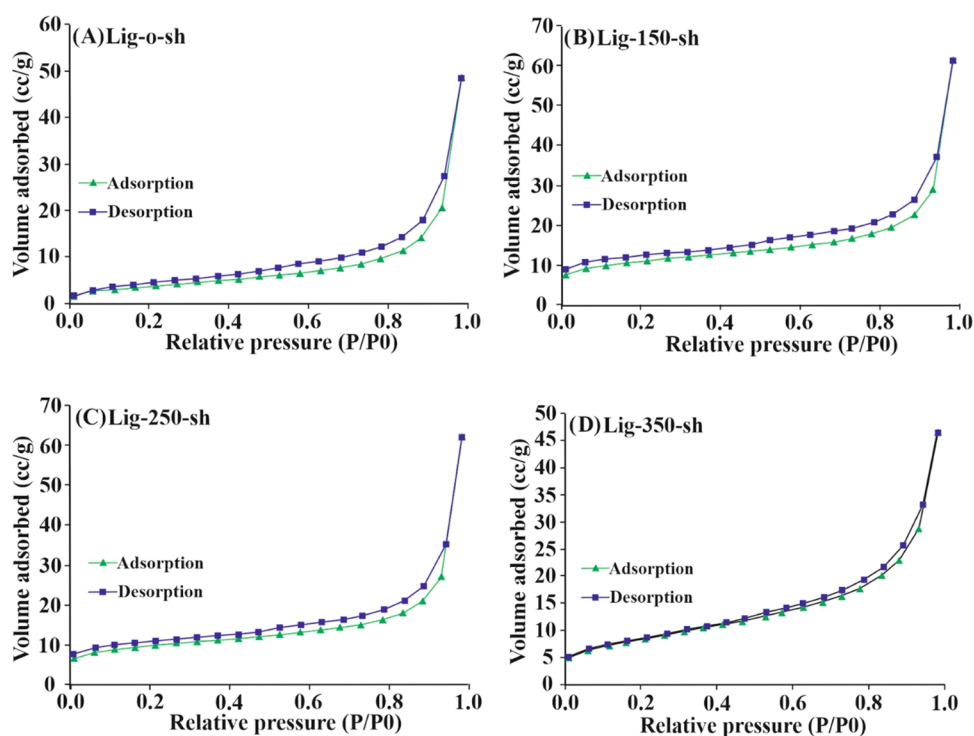 (A)Lig-o-sh
Volume adsorbed (cc/g)
60
50
40
30
20
10
0
Adsorption
Desorption
0.0 0.2 0.4 0.6 0.8 1.0
Relative pressure (P/P0)
(B)Lig-150-sh
Volume adsorbed (cc/g)
70
60
50
40
30
20
10
0
Adsorption
Desorption
0.0 0.2 0.4 0.6 0.8 1.0
Relative pressure (P/P0)
(C)Lig-250-sh
Volume adsorbed (cc/g)
70
60
50
40
30
20
10
0
Adsorption
Desorption
0.0 0.2 0.4 0.6 0.8 1.0
Relative pressure (P/P0)
(D)Lig-350-sh
Volume adsorbed (cc/g)
50
45
40
35
30
25
20
15
10
5
0
Adsorption
Desorption
0.0 0.2 0.4 0.6 0.8 1.0
Relative pressure (P/P0)